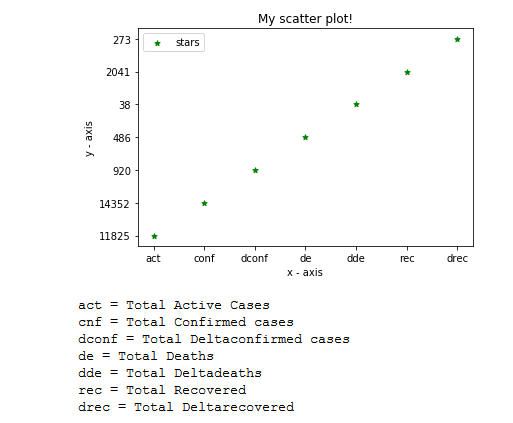 My scatter plot!
stars
273
2041
38
486
920
14352
11825
y - axis
act conf dconf de dde rec drec
x - axis
act = Total Active Cases
cnf = Total Confirmed cases
dconf = Total Deltaconfirmed cases
de = Total Deaths
dde = Total Deltadeaths
rec = Total Recovered
drec = Total Deltarecovered